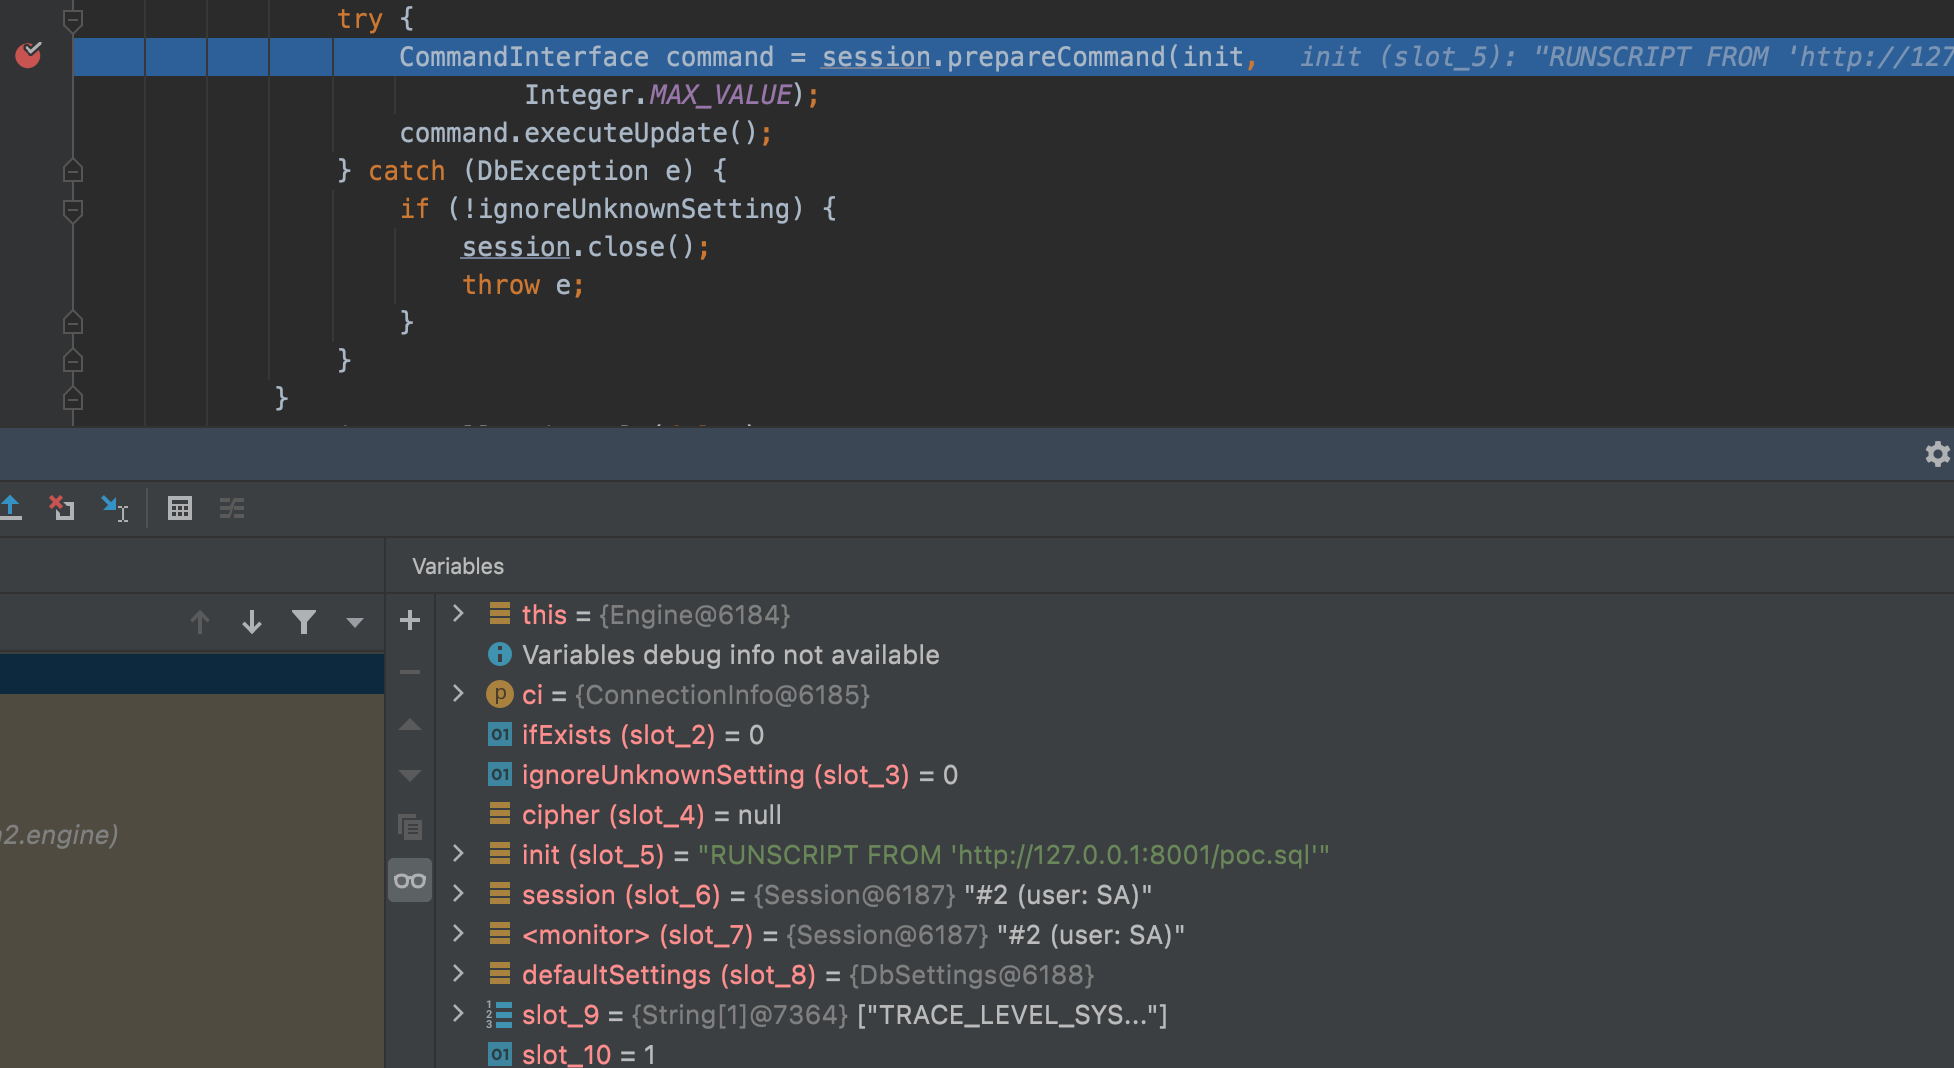 try {
CommandInterface command = session.prepareCommand(init, init (slot_5): "RUNSCRIPT FROM 'http://127
Integer.MAX_VALUE);
command.executeUpdate();
} catch (DbException e) {
if (!ignoreUnknownSetting) {
session.close();
throw e;
}
}
}
Variables
this = {Engine@6184}
Variables debug info not available
p ci = {ConnectionInfo@6185}
01 ifExists (slot_2) = 0
01 ignoreUnknownSetting (slot_3) = 0
cipher (slot_4) = null
2.engine)
init (slot_5) = "RUNSCRIPT FROM 'http://127.0.0.1:8001/poc.sql'"
session (slot_6) = {Session@6187} "#2 (user: SA)"
<monitor> (slot_7) = {Session@6187} "#2 (user: SA)"
defaultSettings (slot_8) = {DbSettings@6188}
slot_9 = {String[1]@7364} ["TRACE_LEVEL_SYS..."]
01 slot_10 = 1